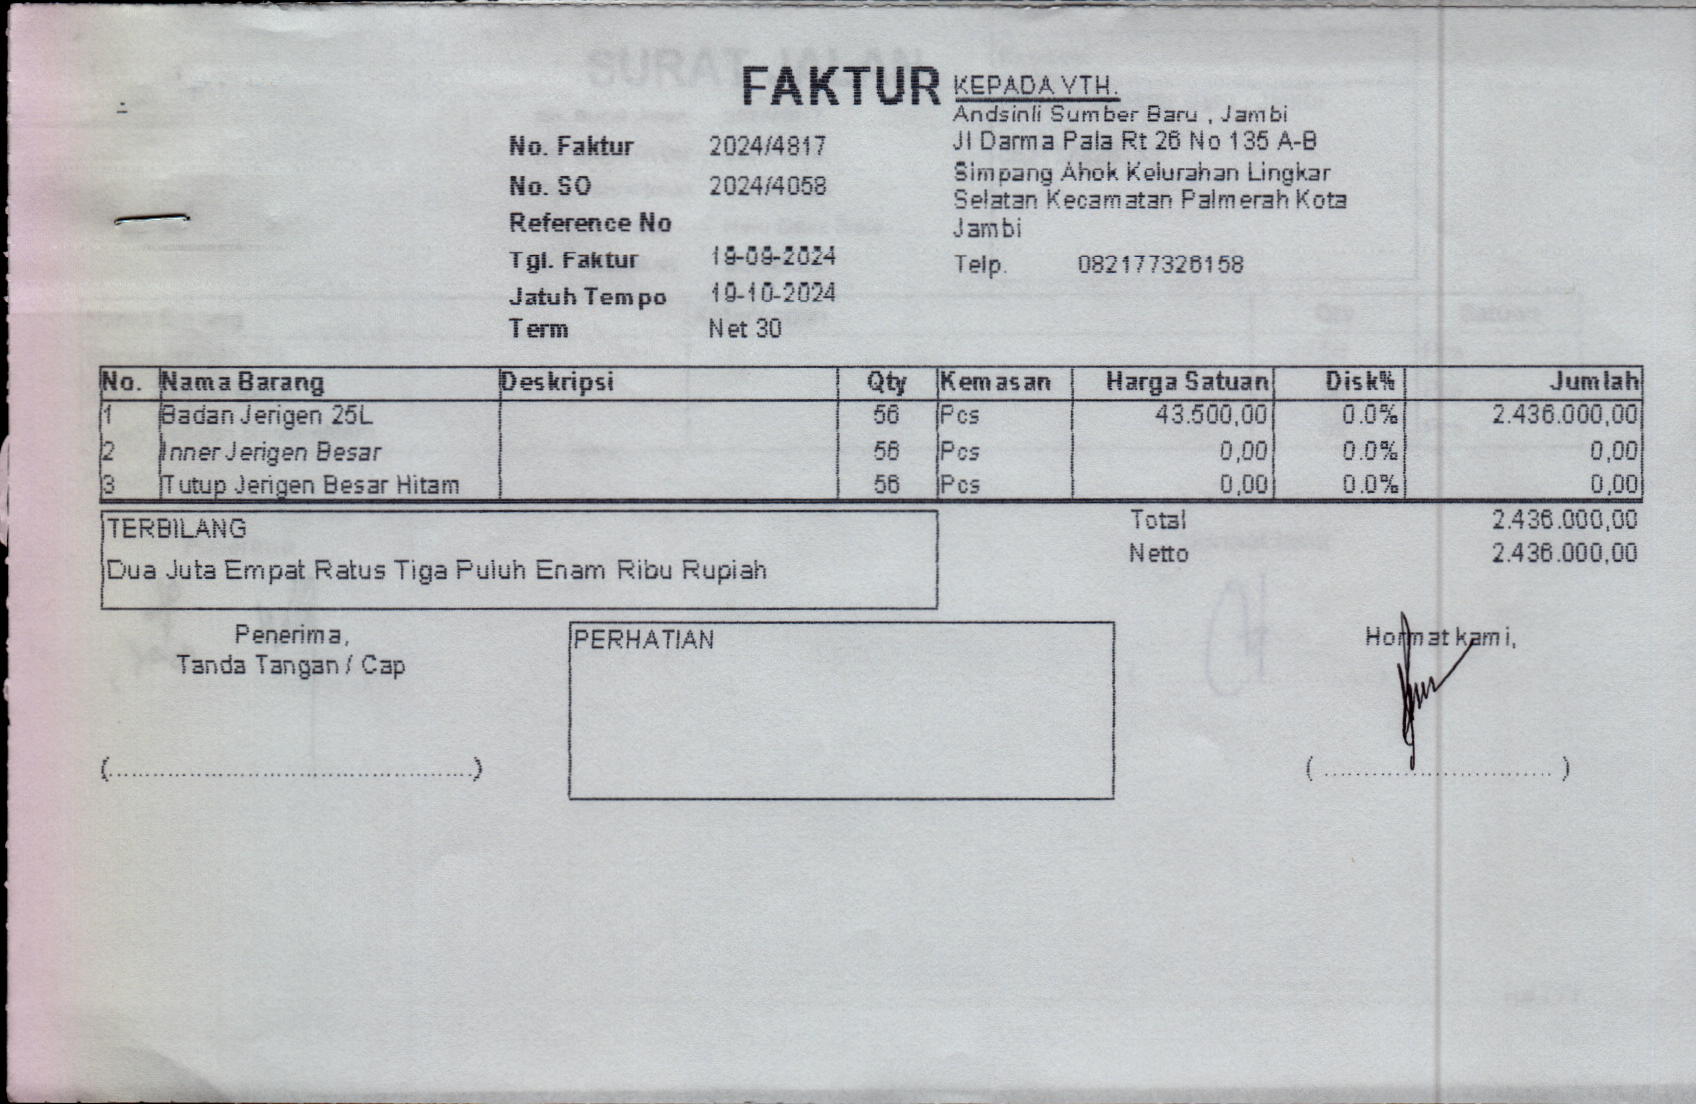 FAKTUR
KEPADA YTH.
Andsinli Sumber Baru , Jambi
Jl Darma Pala Rt 26 No 135 A-B
Simpang Ahok Kelurahan Lingkar
Selatan Kecamatan Palmerah Kota
Jambi
Telp. 082177326158
No. Faktur 2024/4817
No. SO 2024/4058
Reference No
Tgl. Faktur 19-09-2024
Jatuh Tempo 19-10-2024
Term Net 30
No. Nama Barang Deskripsi Qty Kemasan Harga Satuan Disk% Jumlah
1 Badan Jerigen 25L 56 Pcs 43.500,00 0.0% 2.436.000,00
2 Inner Jerigen Besar 56 Pcs 0,00 0.0% 0,00
3 Tutup Jerigen Besar Hitam 56 Pcs 0,00 0.0% 0,00
TERBILANG
Dua Juta Empat Ratus Tiga Puluh Enam Ribu Rupiah
Total 2.436.000,00
Netto 2.436.000,00
Penerima,
Tanda Tangan / Cap
PERHATIAN
Hormat kami,